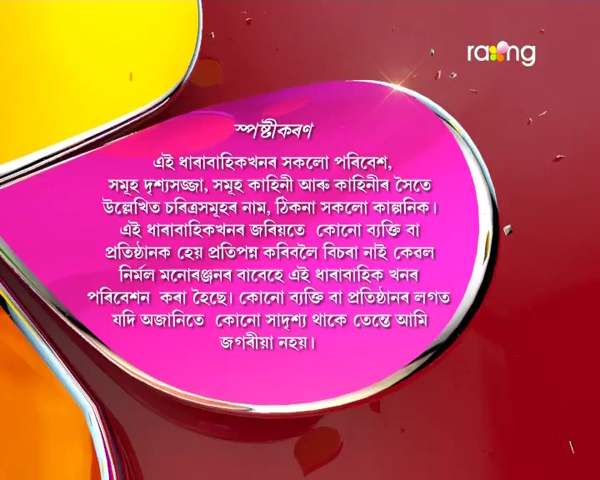 rang
স্পষ্টীকৰণ
এই ধাৰাবাহিকখনৰ সকলো পৰিবেশ,
সমূহ দৃশ্যসজ্জা, সমূহ কাহিনী আৰু কাহিনীৰ সৈতে
উল্লেখিত চৰিত্ৰসমূহৰ নাম, ঠিকনা সকলো কাল্পনিক।
এই ধাৰাবাহিকখনৰ জৰিয়তে কোনো ব্যক্তি বা
প্ৰতিষ্ঠানক হেয় প্ৰতিপন্ন কৰিবলৈ বিচৰা নাই কেৱল
নিৰ্মল মনোৰঞ্জনৰ বাবেহে এই ধাৰাবাহিক খনৰ
পৰিবেশন কৰা হৈছে। কোনো ব্যক্তি বা প্ৰতিষ্ঠানৰ লগত
যদি অজানিতে কোনো সাদৃশ্য থাকে তেন্তে আমি
জগৰীয়া নহয়।